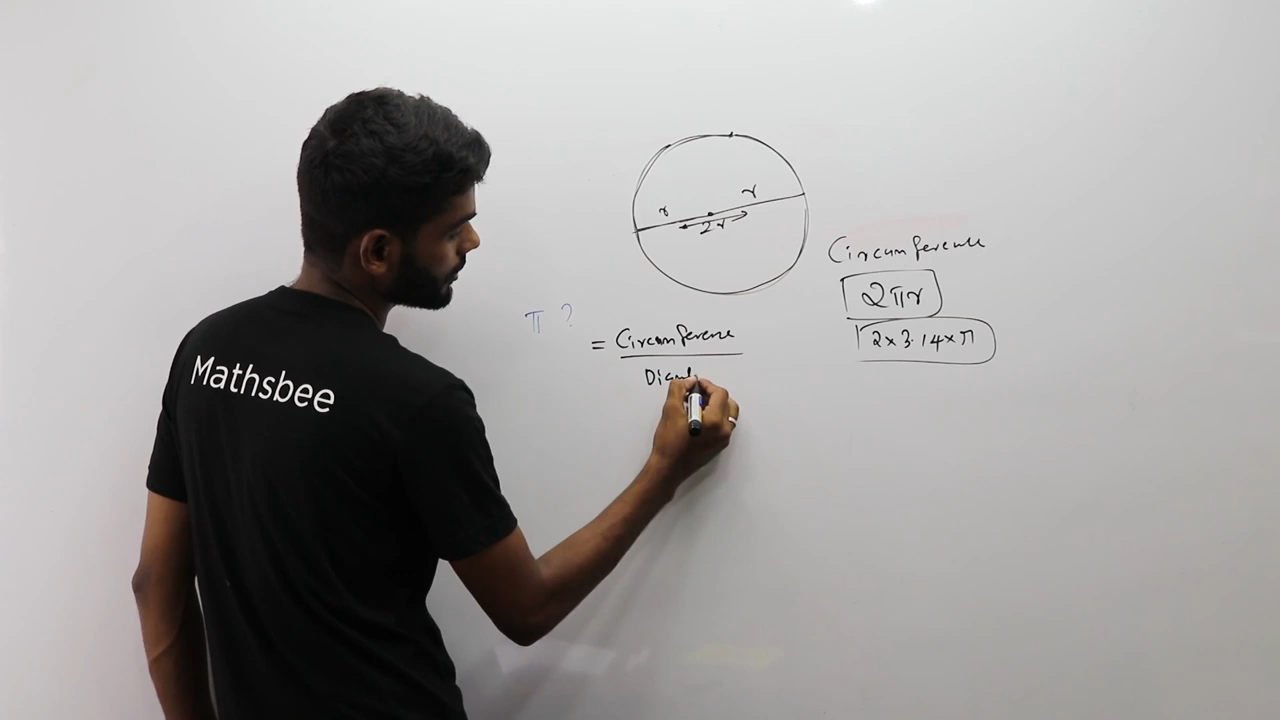 r
r
2r
Circumference
2πr
π ?
= Circumference
2×3.14×r
Diam
Mathsbee